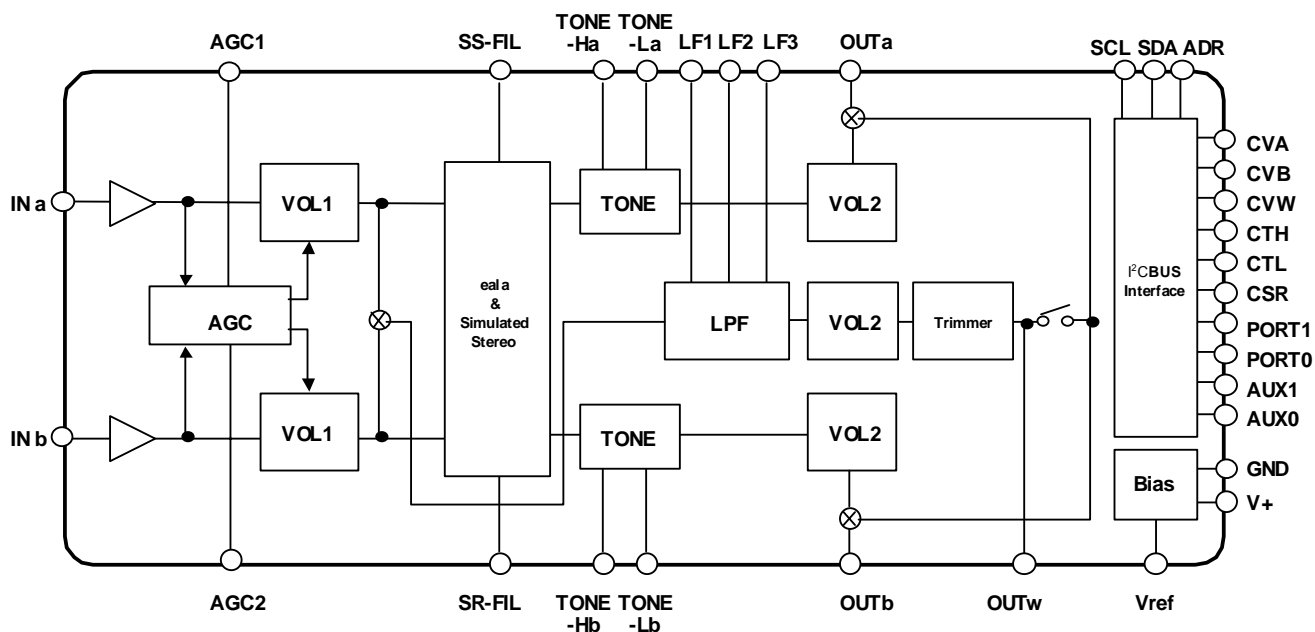 TONE TONE
AGC1 SS-FIL -Ha -La LF1 LF2 LF3 OUTa SCL SDA ADR
CVA
CVB
INa VOL1 TONE VOL2 CVW
CTH
I²CBUS CTL
Interface
eala CSR
&
AGC Simulated LPF VOL2 Trimmer
Stereo
PORT1
PORT0
AUX1
INb VOL1 TONE VOL2 AUX0
GND
Bias
V+
AGC2 SR-FIL TONE TONE OUTb OUTw Vref
-Hb -Lb